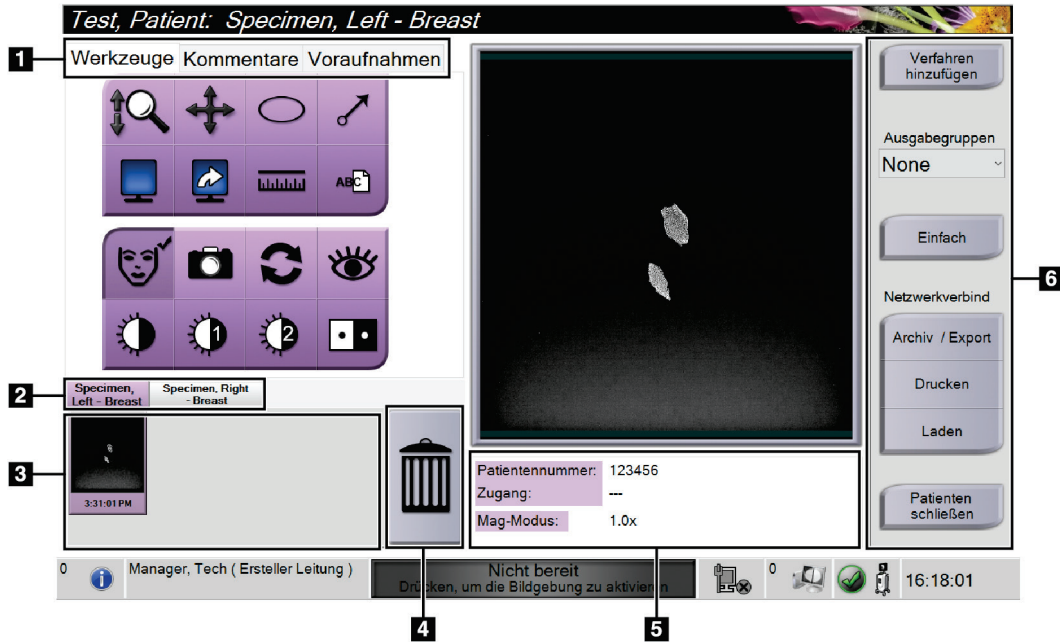 Test, Patient: Specimen, Left - Breast
1
Werkzeuge Kommentare Voraufnahmen
ABC
1
2
2
Specimen,
Left - Breast
Specimen, Right
- Breast
3
3:31:01 PM
4
Patientennummer: 123456
Zugang: ---
Mag-Modus: 1.0x
5
Verfahren
hinzufügen
Ausgabegruppen
None
Einfach
Netzwerkverbind
Archiv / Export
Drucken
Laden
Patienten
schließen
6
0
Manager, Tech ( Ersteller Leitung )
Nicht bereit
Drücken, um die Bildgebung zu aktivieren
0
16:18:01